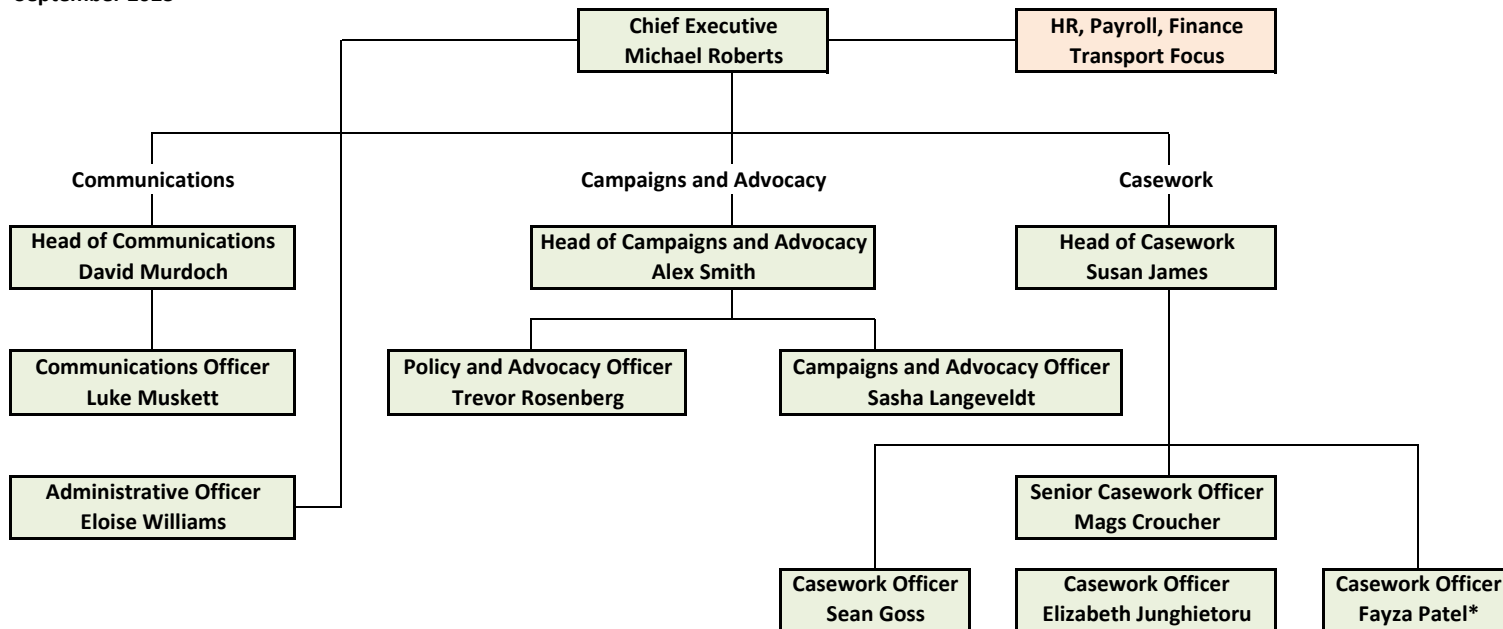 Chief Executive
Michael Roberts
HR, Payroll, Finance
Transport Focus
Communications
Campaigns and Advocacy
Casework
Head of Communications
David Murdoch
Head of Campaigns and Advocacy
Alex Smith
Head of Casework
Susan James
Communications Officer
Luke Muskett
Policy and Advocacy Officer
Trevor Rosenberg
Campaigns and Advocacy Officer
Sasha Langeveldt
Administrative Officer
Eloise Williams
Senior Casework Officer
Mags Croucher
Casework Officer
Sean Goss
Casework Officer
Elizabeth Junghietoru
Casework Officer
Fayza Patel*